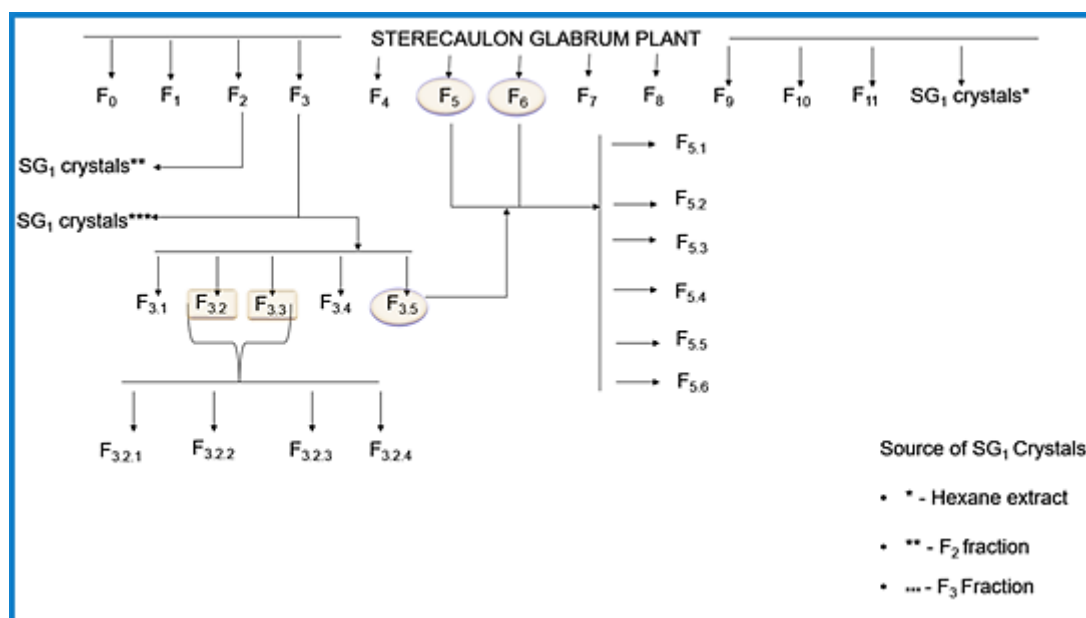 STERECAULON GLABRUM PLANT
F₀ F₁ F₂ F₃ F₄ F₅ F₆ F₇ F₈ F₉ F₁₀ F₁₁ SG₁ crystals*
F₅.₁
SG₁ crystals**
F₅.₂
SG₁ crystals***
F₅.₃
F₃.₁ F₃.₂ F₃.₃ F₃.₄ F₃.₅
F₅.₄
F₅.₅
F₅.₆
F₃.₂.₁ F₃.₂.₂ F₃.₂.₃ F₃.₂.₄
Source of SG₁ Crystals
• * - Hexane extract
• ** - F₂ fraction
• *** - F₃ Fraction